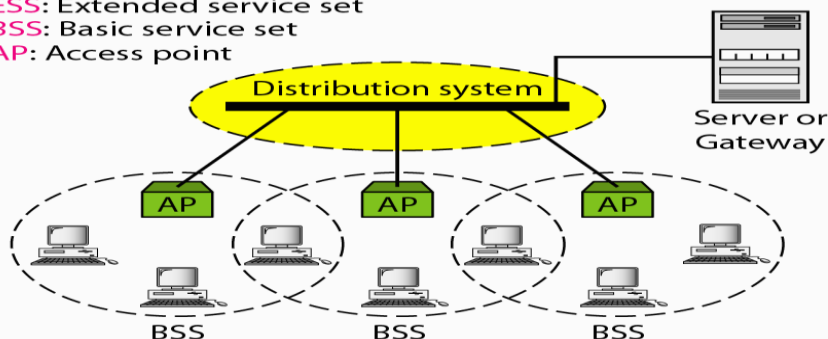 ESS: Extended service set
BSS: Basic service set
AP: Access point
Distribution system
Server or
Gateway
AP
AP
AP
BSS
BSS
BSS